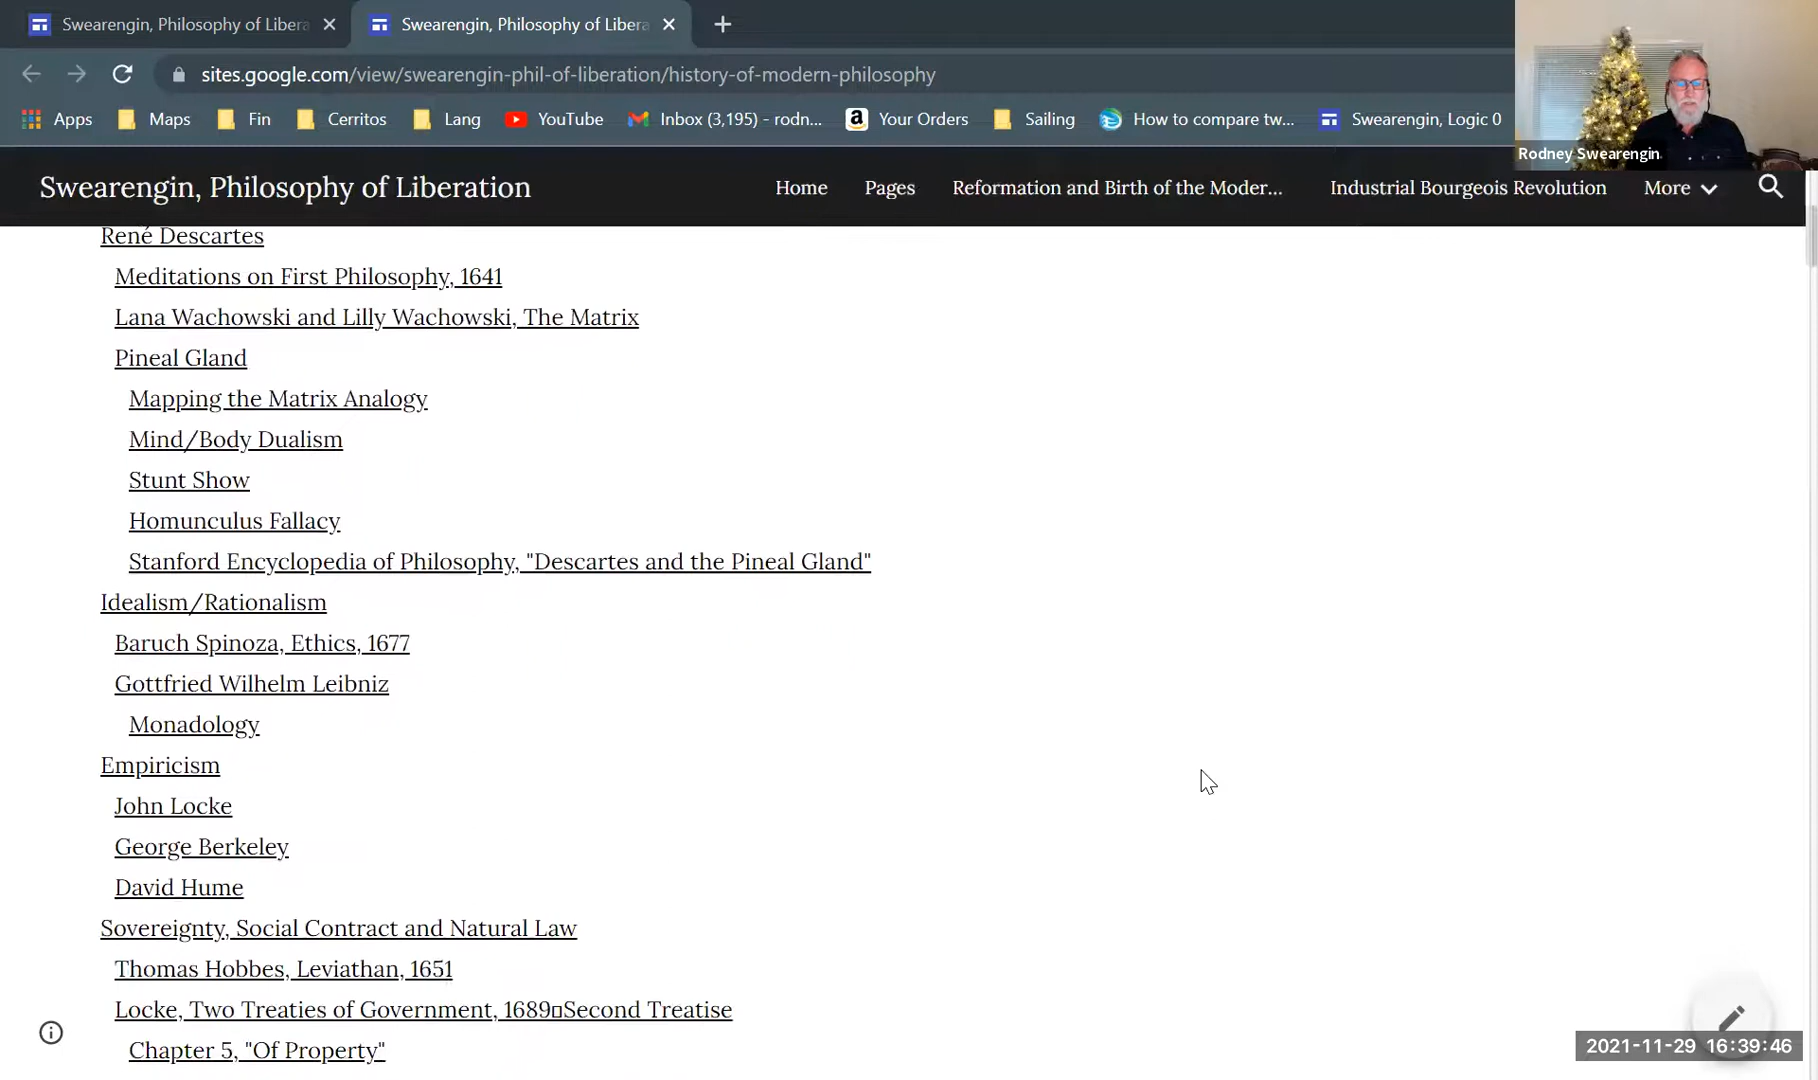 Swearengin, Philosophy of Libera
Swearengin, Philosophy of Libera
sites.google.com/view/swearengin-phil-of-liberation/history-of-modern-philosophy
Apps
Maps
Fin
Cerritos
Lang
YouTube
Inbox (3,195) - rodn...
Your Orders
Sailing
How to compare tw...
Swearengin, Logic 0
Rodney Swearengin
Swearengin, Philosophy of Liberation
Home
Pages
Reformation and Birth of the Moder...
Industrial Bourgeois Revolution
More
René Descartes
Meditations on First Philosophy, 1641
Lana Wachowski and Lilly Wachowski, The Matrix
Pineal Gland
Mapping the Matrix Analogy
Mind/Body Dualism
Stunt Show
Homunculus Fallacy
Stanford Encyclopedia of Philosophy, "Descartes and the Pineal Gland"
Idealism/Rationalism
Baruch Spinoza, Ethics, 1677
Gottfried Wilhelm Leibniz
Monadology
Empiricism
John Locke
George Berkeley
David Hume
Sovereignty, Social Contract and Natural Law
Thomas Hobbes, Leviathan, 1651
Locke, Two Treaties of Government, 1689▯Second Treatise
Chapter 5, "Of Property"
2021-11-29 16:39:46